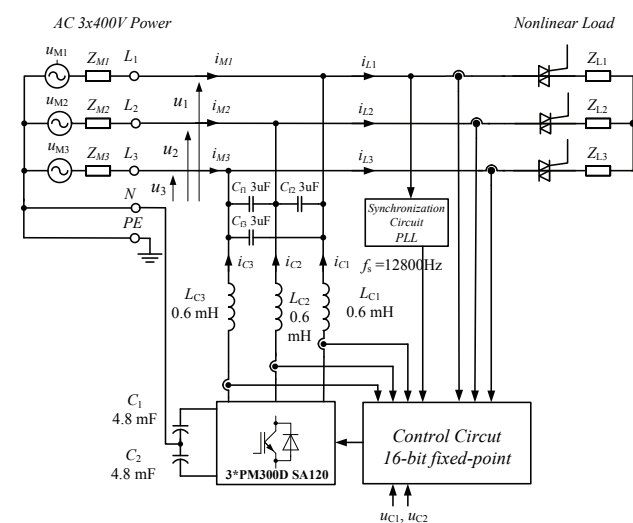 AC 3x400V Power
Nonlinear Load
uM1
ZM1
L1
iM1
iL1
ZL1
uM2
ZM2
L2
u1
iM2
iL2
ZL2
uM3
ZM3
L3
u2
iM3
iL3
ZL3
u3
N
PE
Cf1 3uF
Cf2 3uF
Cf3 3uF
Synchronization
Circuit
PLL
iC3
iC2
iC1
fs =12800Hz
LC3
0.6 mH
LC2
0.6
mH
LC1
0.6 mH
C1
4.8 mF
C2
4.8 mF
3*PM300D SA120
Control Circut
16-bit fixed-point
uC1, uC2